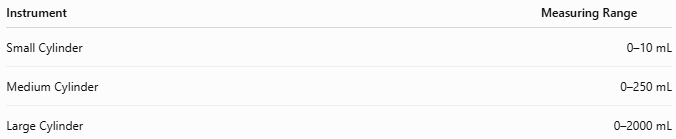 Instrument Measuring Range
Small Cylinder 0–10 mL
Medium Cylinder 0–250 mL
Large Cylinder 0–2000 mL